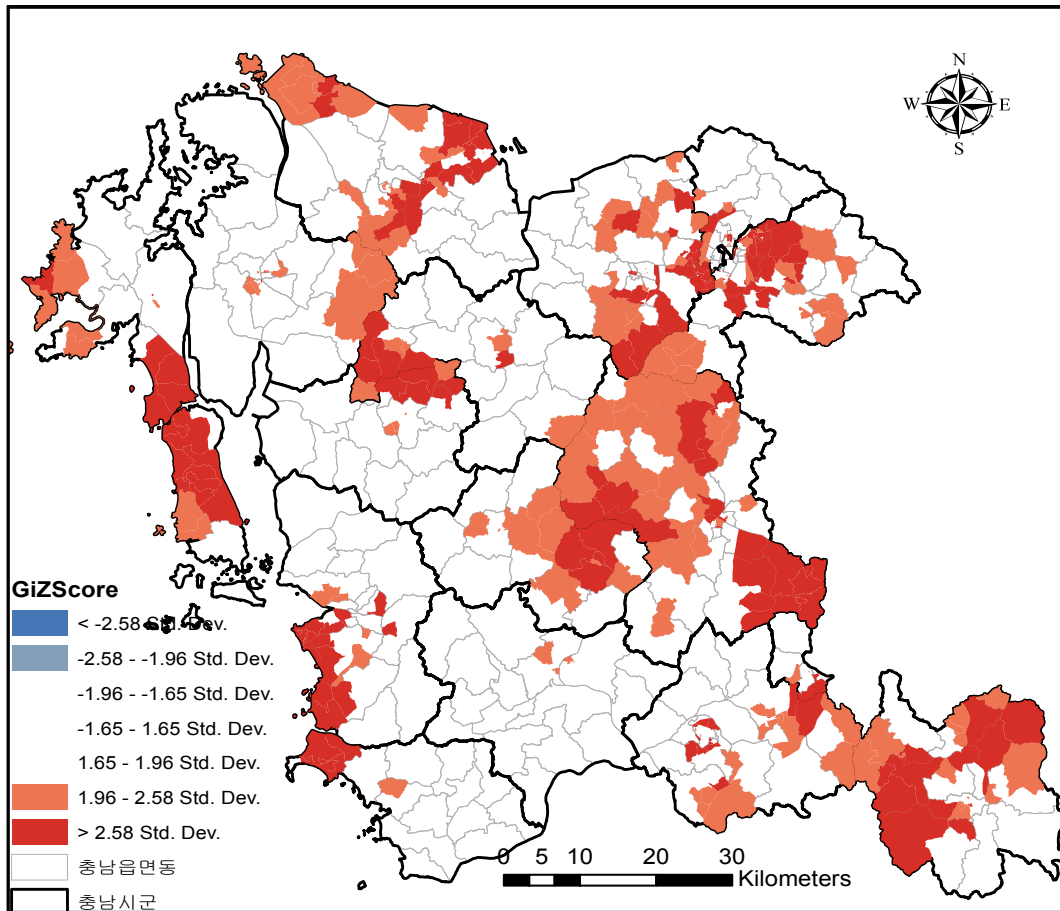 N
W E
S
GiZScore
< -2.58 Std. Dev.
-2.58 - -1.96 Std. Dev.
-1.96 - -1.65 Std. Dev.
-1.65 - 1.65 Std. Dev.
1.65 - 1.96 Std. Dev.
1.96 - 2.58 Std. Dev.
> 2.58 Std. Dev.
충남읍면동
충남시군
0 5 10 20 30
Kilometers